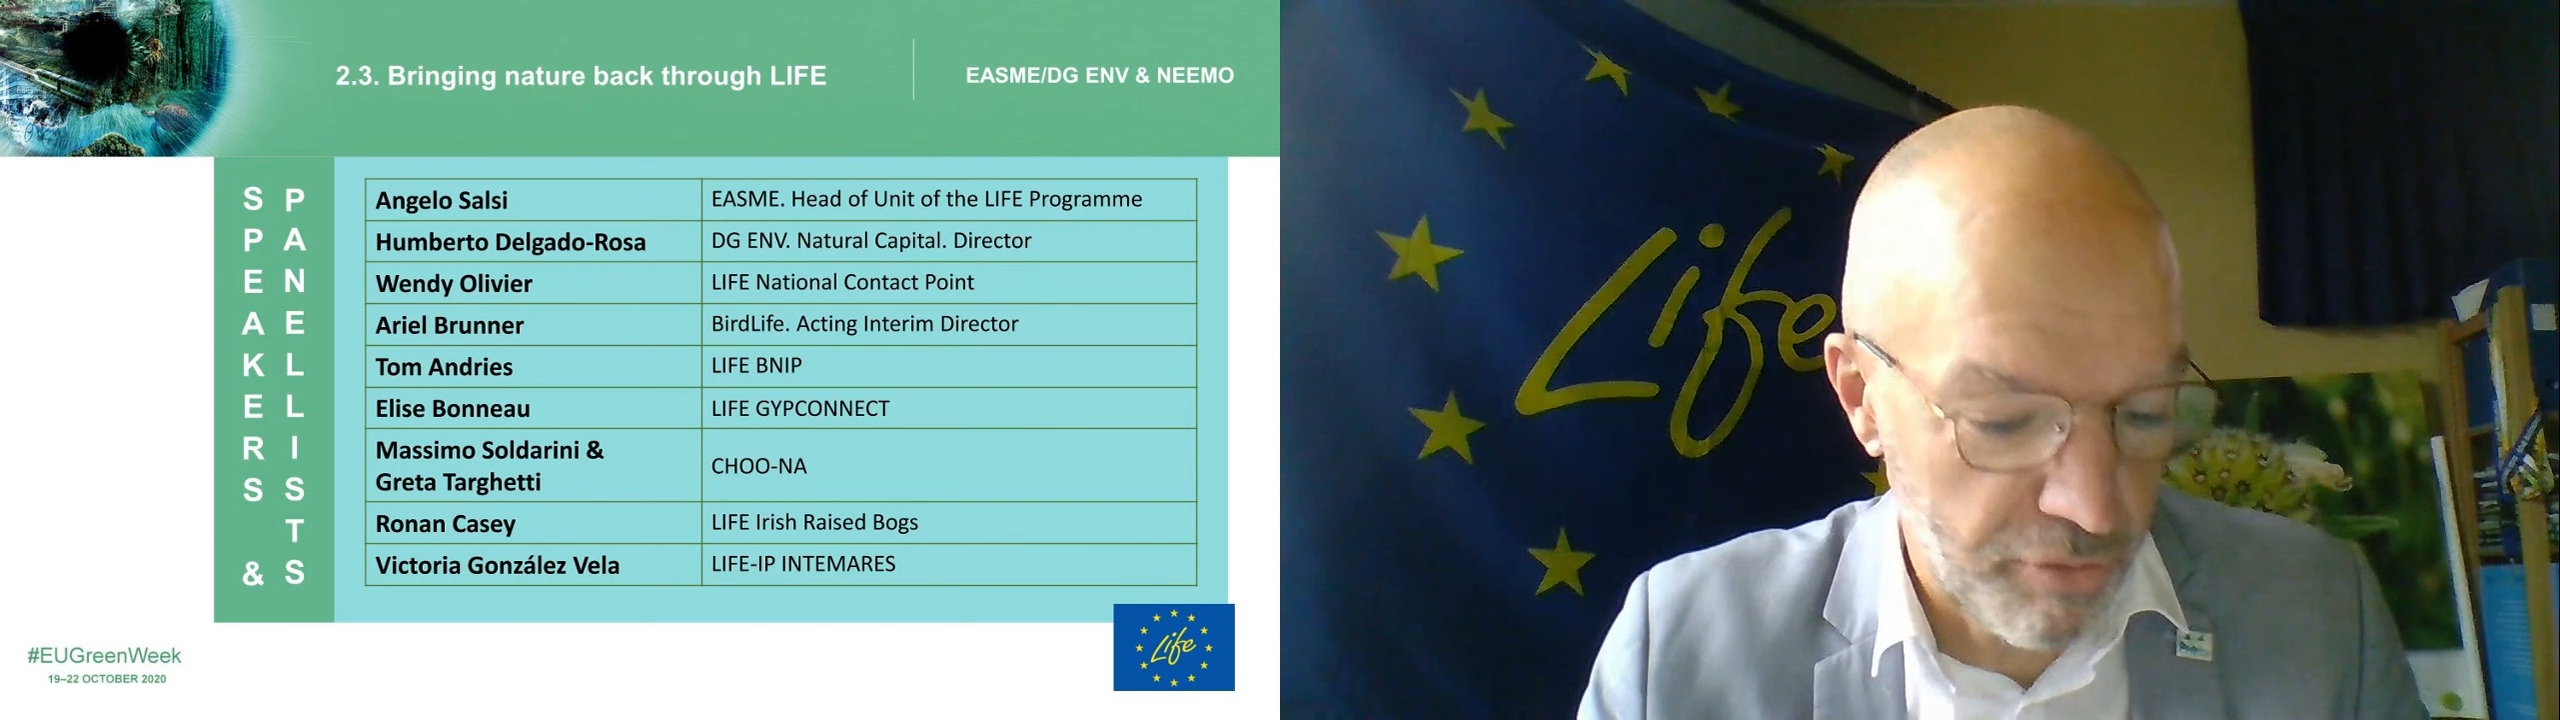 2.3. Bringing nature back through LIFE
EASME/DG ENV & NEEMO
SPEAKERS &
PANELLISTS
Angelo Salsi
EASME. Head of Unit of the LIFE Programme
Humberto Delgado-Rosa
DG ENV. Natural Capital. Director
Wendy Olivier
LIFE National Contact Point
Ariel Brunner
BirdLife. Acting Interim Director
Tom Andries
LIFE BNIP
Elise Bonneau
LIFE GYPCONNECT
Massimo Soldarini &
Greta Targhetti
CHOO-NA
Ronan Casey
LIFE Irish Raised Bogs
Victoria González Vela
LIFE-IP INTEMARES
#EUGreenWeek
19–22 OCTOBER 2020
Life
Life